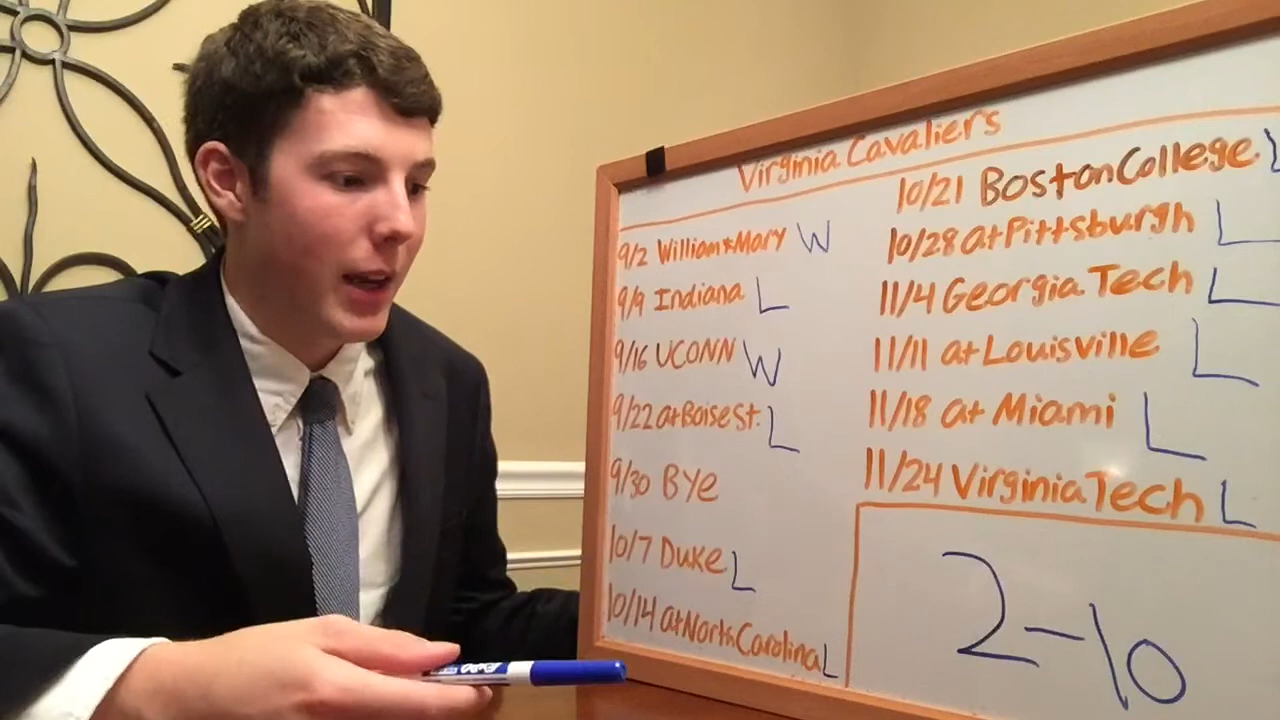 Virginia Cavaliers
9/2 William & Mary W
9/9 Indiana L
9/16 UCONN W
9/22 at Boise St. L
9/30 Bye
10/7 Duke L
10/14 at North Carolina L
10/21 Boston College L
10/28 at Pittsburgh L
11/4 Georgia Tech L
11/11 at Louisville L
11/18 at Miami L
11/24 Virginia Tech L
2-10
EXPO